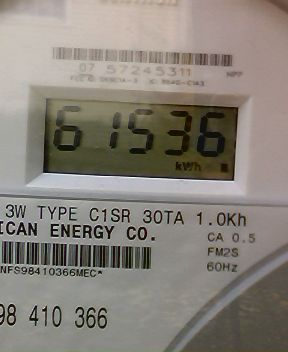 07 57245311
61536
kWh
3W TYPE C1SR 30TA 1.0Kh
ICAN ENERGY CO.
CA 0.5
FM2S
60Hz
NFS98410366MEC*
98 410 366